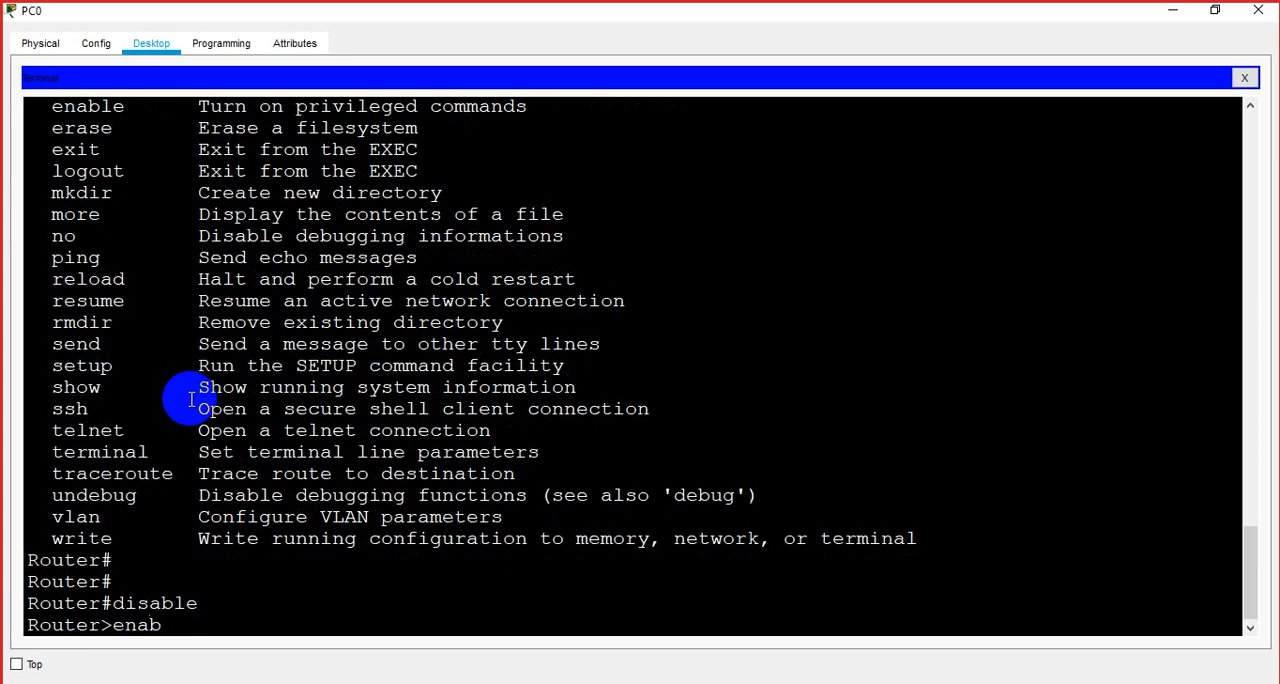 PC0
Physical Config Desktop Programming Attributes
Terminal
X
enable Turn on privileged commands
erase Erase a filesystem
exit Exit from the EXEC
logout Exit from the EXEC
mkdir Create new directory
more Display the contents of a file
no Disable debugging informations
ping Send echo messages
reload Halt and perform a cold restart
resume Resume an active network connection
rmdir Remove existing directory
send Send a message to other tty lines
setup Run the SETUP command facility
show Show running system information
ssh Open a secure shell client connection
telnet Open a telnet connection
terminal Set terminal line parameters
traceroute Trace route to destination
undebug Disable debugging functions (see also 'debug')
vlan Configure VLAN parameters
write Write running configuration to memory, network, or terminal
Router#
Router#
Router#disable
Router>enab
Top